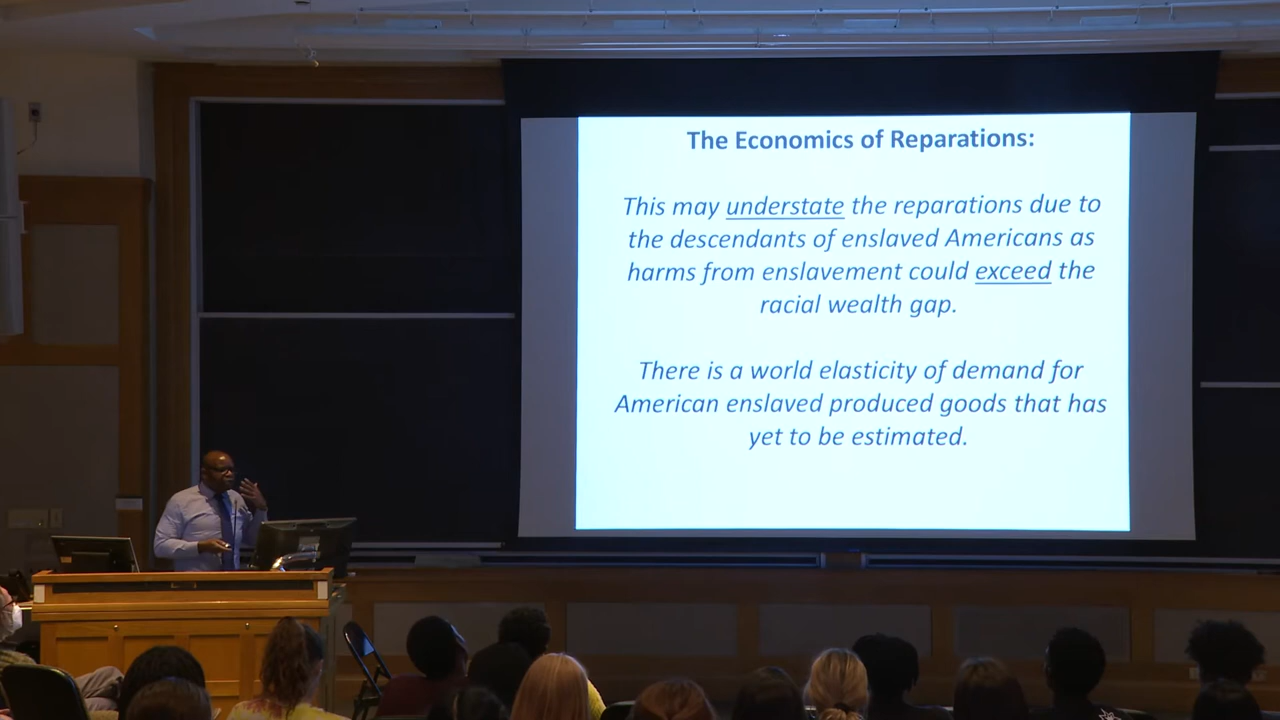 The Economics of Reparations:
This may understate the reparations due to
the descendants of enslaved Americans as
harms from enslavement could exceed the
racial wealth gap.
There is a world elasticity of demand for
American enslaved produced goods that has
yet to be estimated.